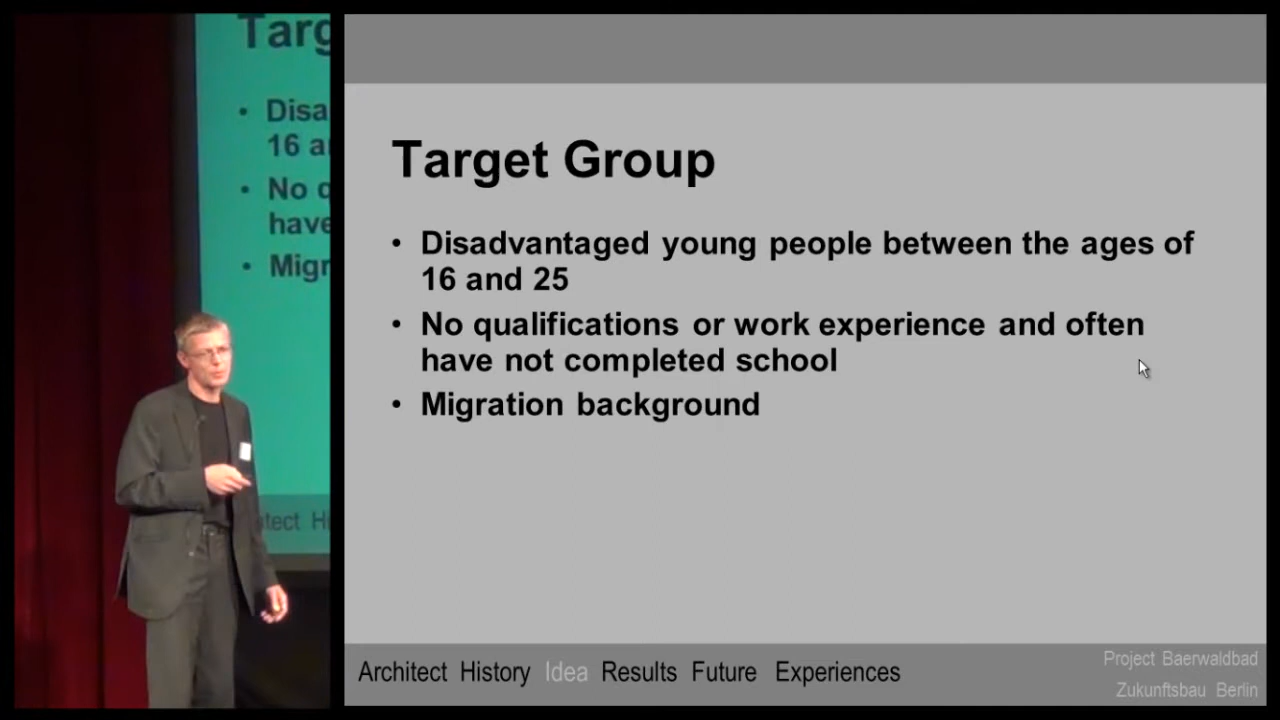 Targ
• Disa
16 a
• No
have
• Migr
tect Hi
Target Group
• Disadvantaged young people between the ages of
16 and 25
• No qualifications or work experience and often
have not completed school
• Migration background
Architect History Idea Results Future Experiences
Project Baerwaldbad
Zukunftsbau Berlin